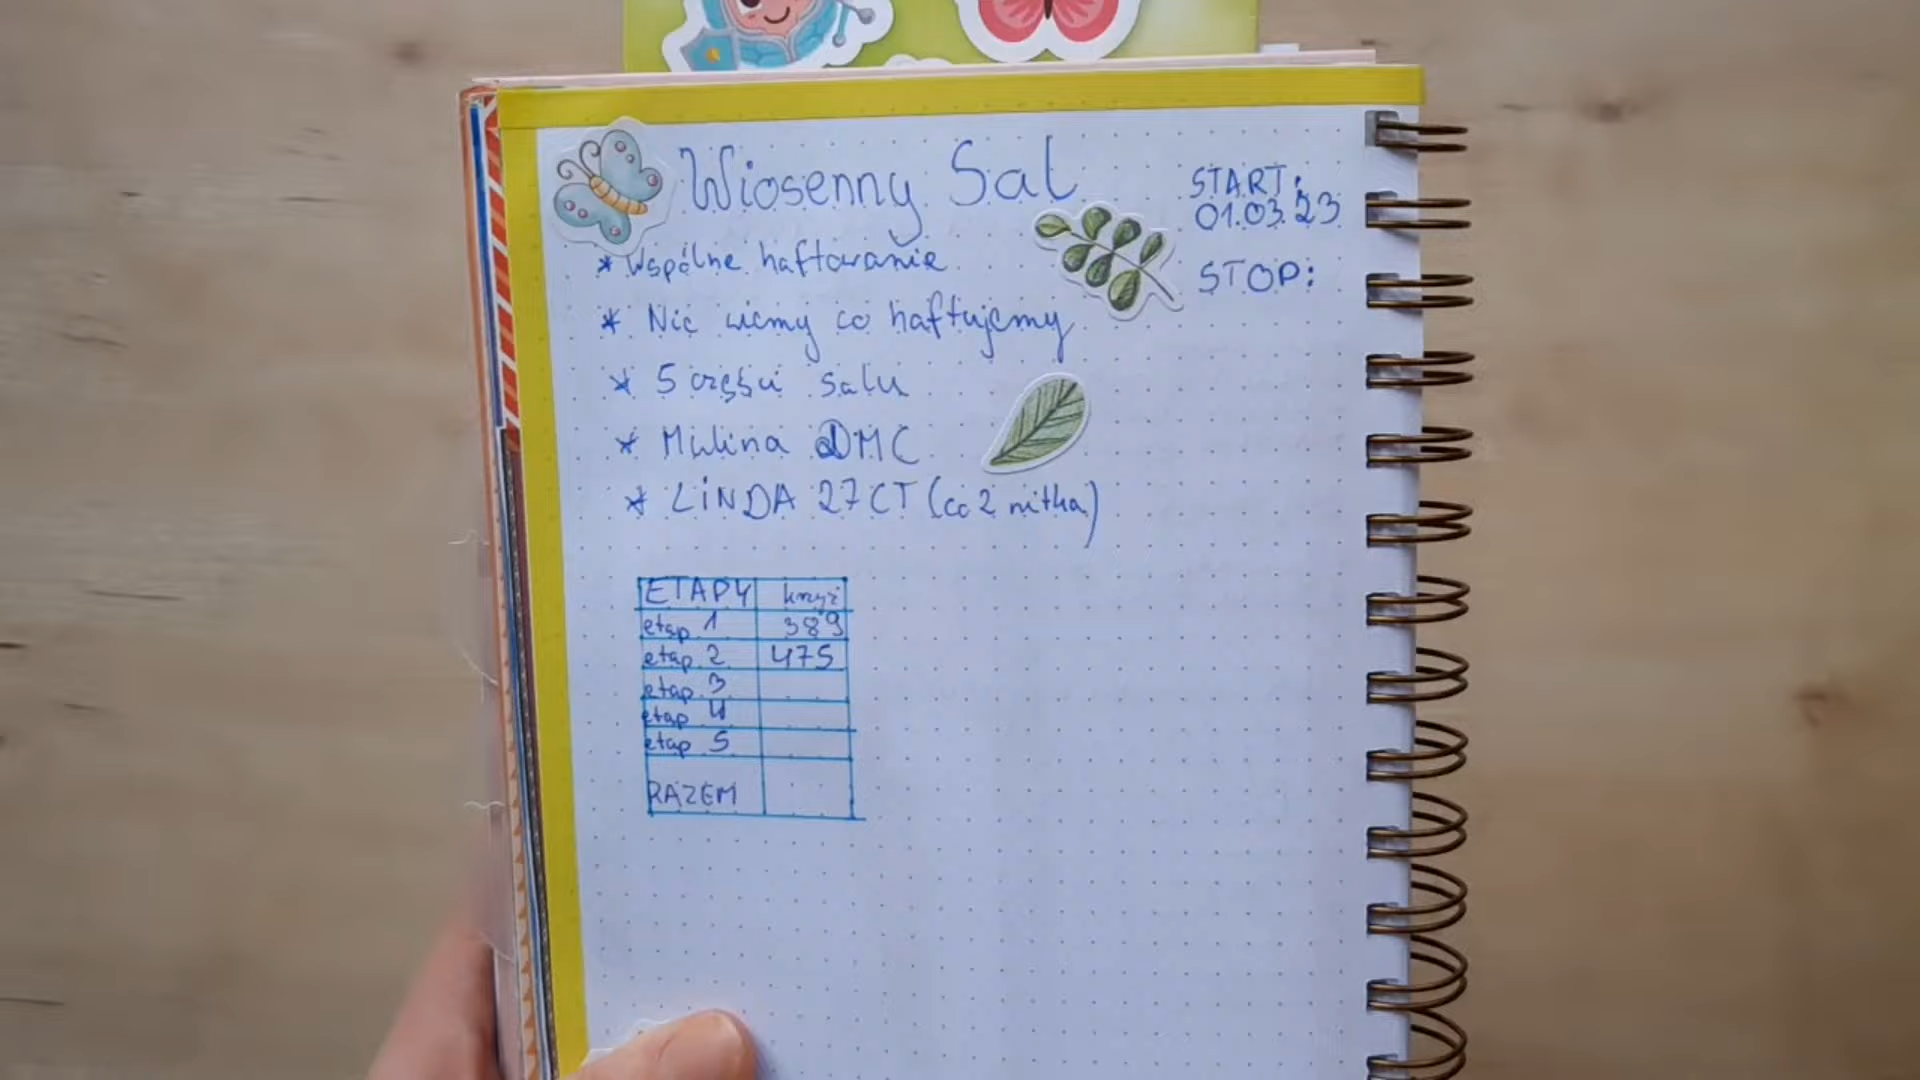 Wiosenny Sal
START:
01.03.23
STOP:
* Wspólne haftowanie
* Nie wiemy co haftujemy
* 5 części salu
* Mulina DMC
* LINDA 27CT (co 2 nitka)
ETAPY krzyż
etap 1 389
etap 2 475
etap 3
etap 4
etap 5
RAZEM